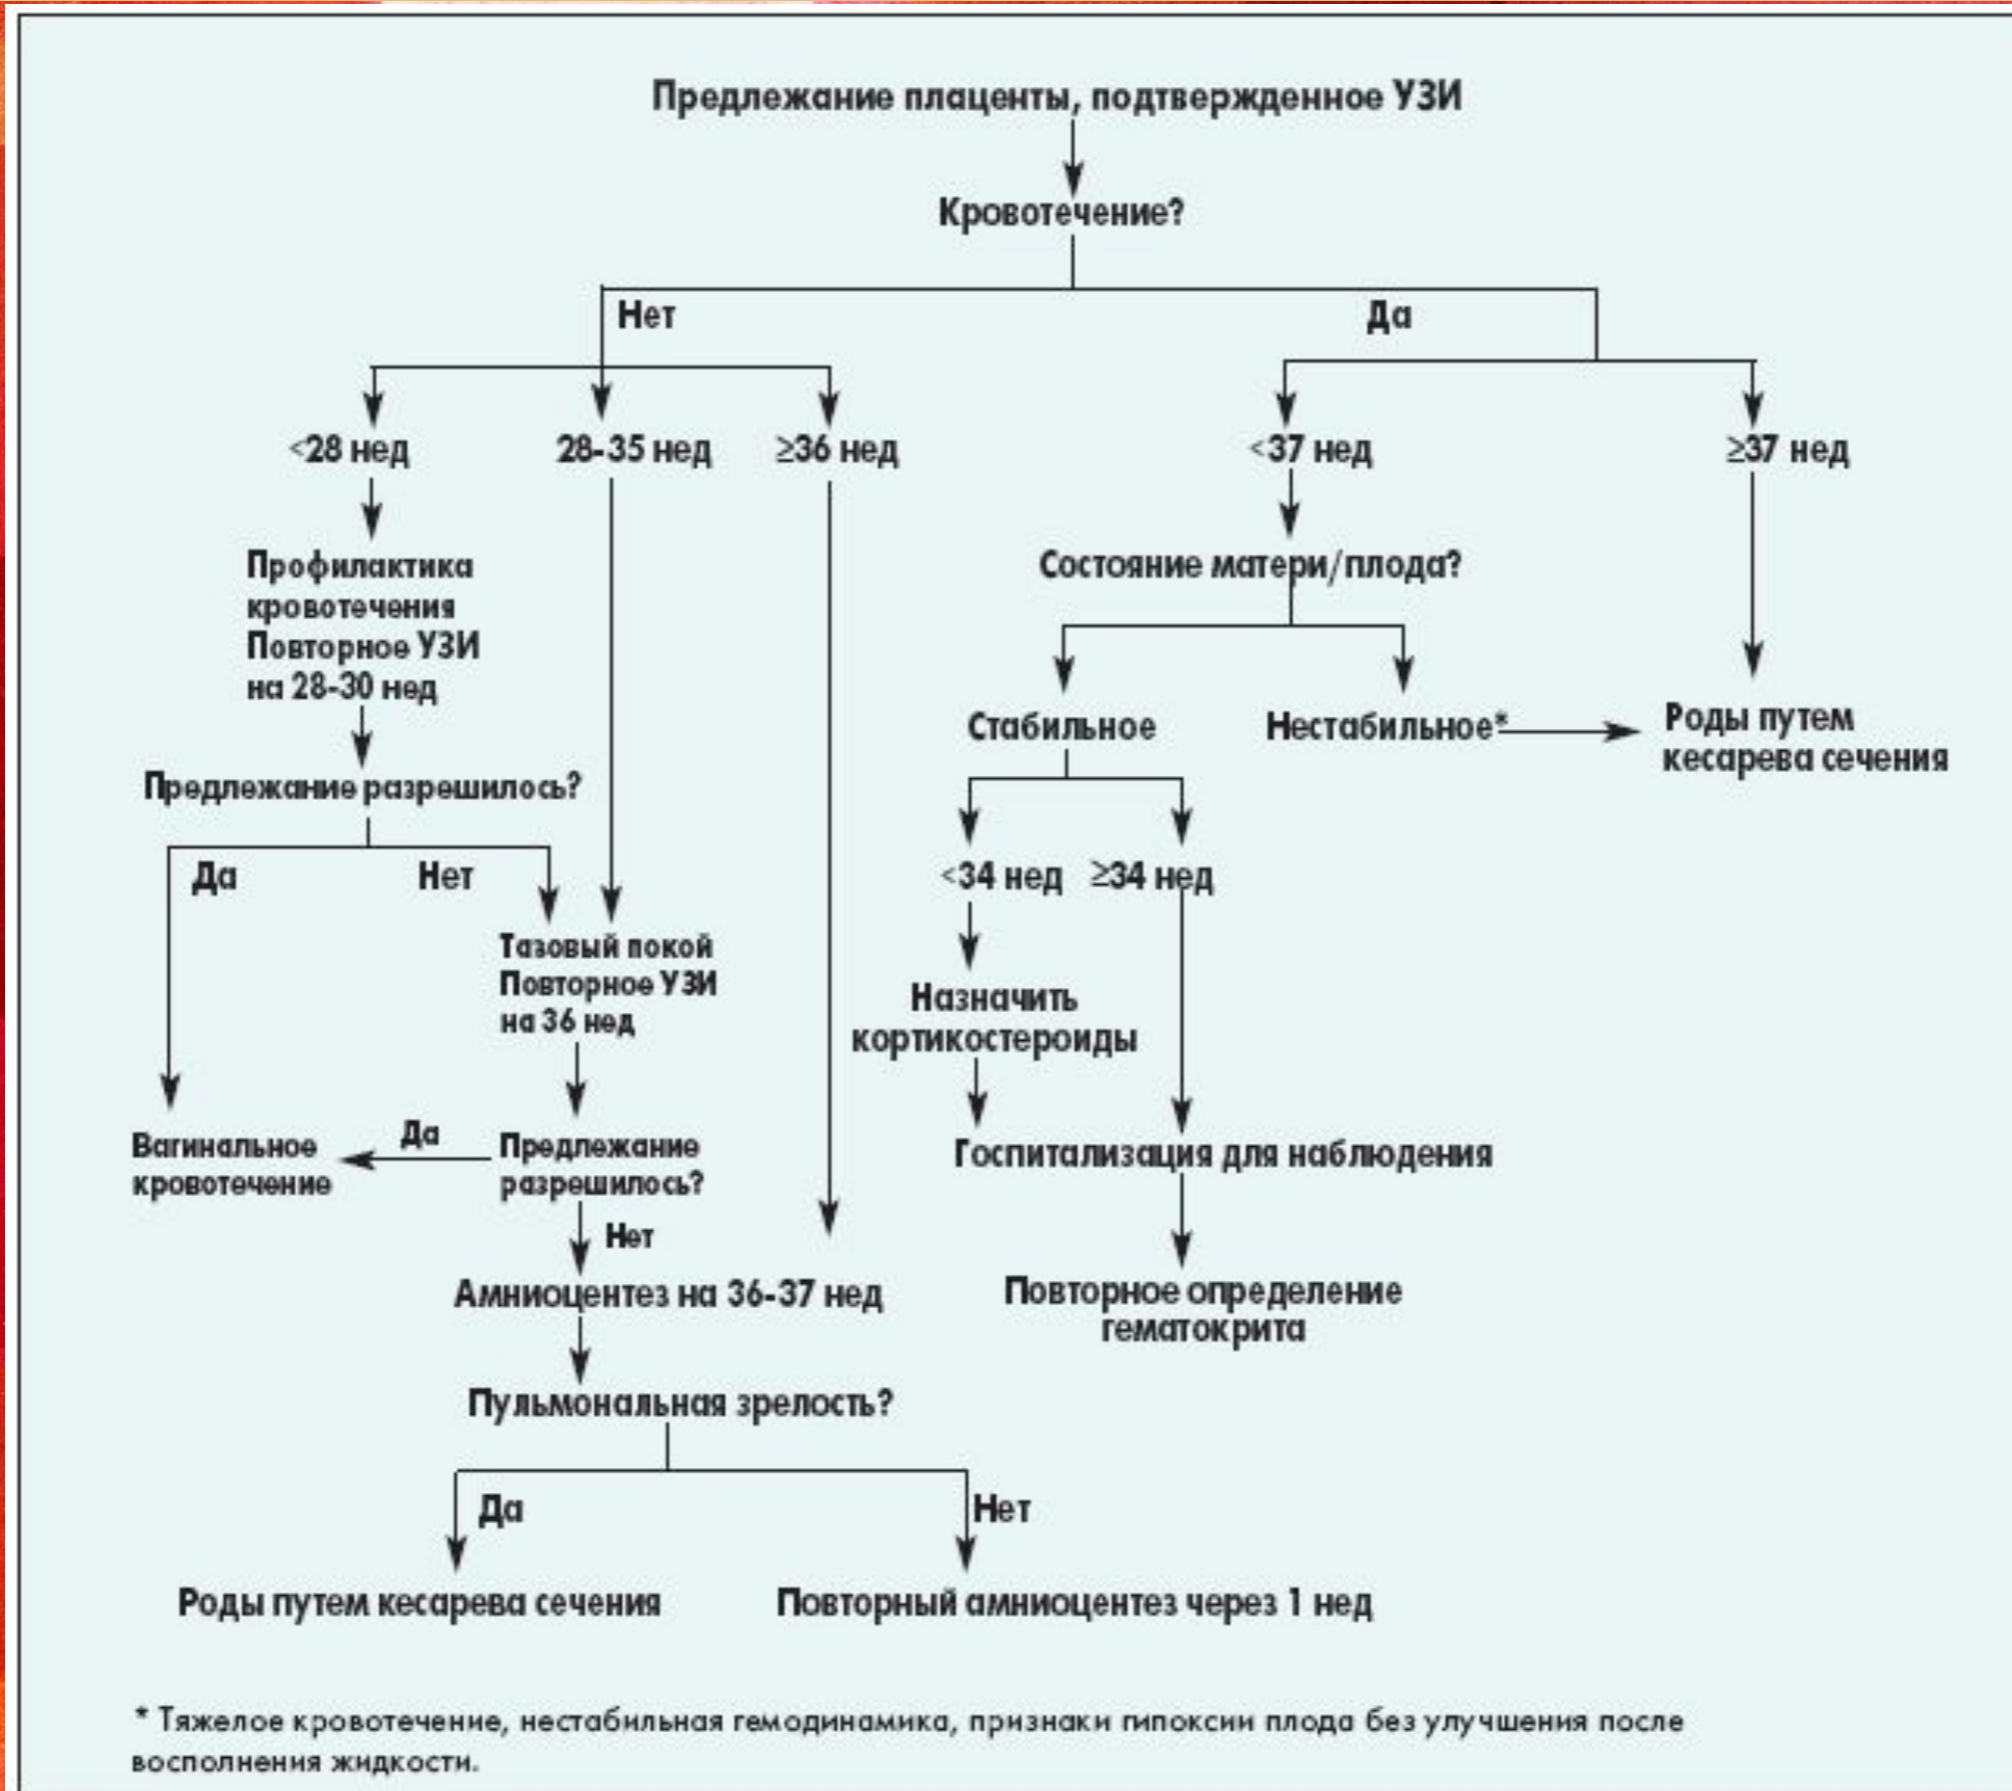 Предлежание плаценты, подтвержденное УЗИ
Кровотечение?
Нет
Да
<28 нед
28-35 нед
≥36 нед
<37 нед
≥37 нед
Профилактика
кровотечения
Повторное УЗИ
на 28-30 нед
Состояние матери/плода?
Стабильное
Нестабильное*
Роды путем
кесарева сечения
Предлежание разрешилось?
Да
Нет
<34 нед
≥34 нед
Тазовый покой
Повторное УЗИ
на 36 нед
Назначить
кортикостероиды
Вагинальное
кровотечение
Да
Предлежание
разрешилось?
Госпитализация для наблюдения
Нет
Амниоцентез на 36-37 нед
Повторное определение
гематокрита
Пульмональная зрелость?
Да
Нет
Роды путем кесарева сечения
Повторный амниоцентез через 1 нед
* Тяжелое кровотечение, нестабильная гемодинамика, признаки гипоксии плода без улучшения после
восполнения жидкости.